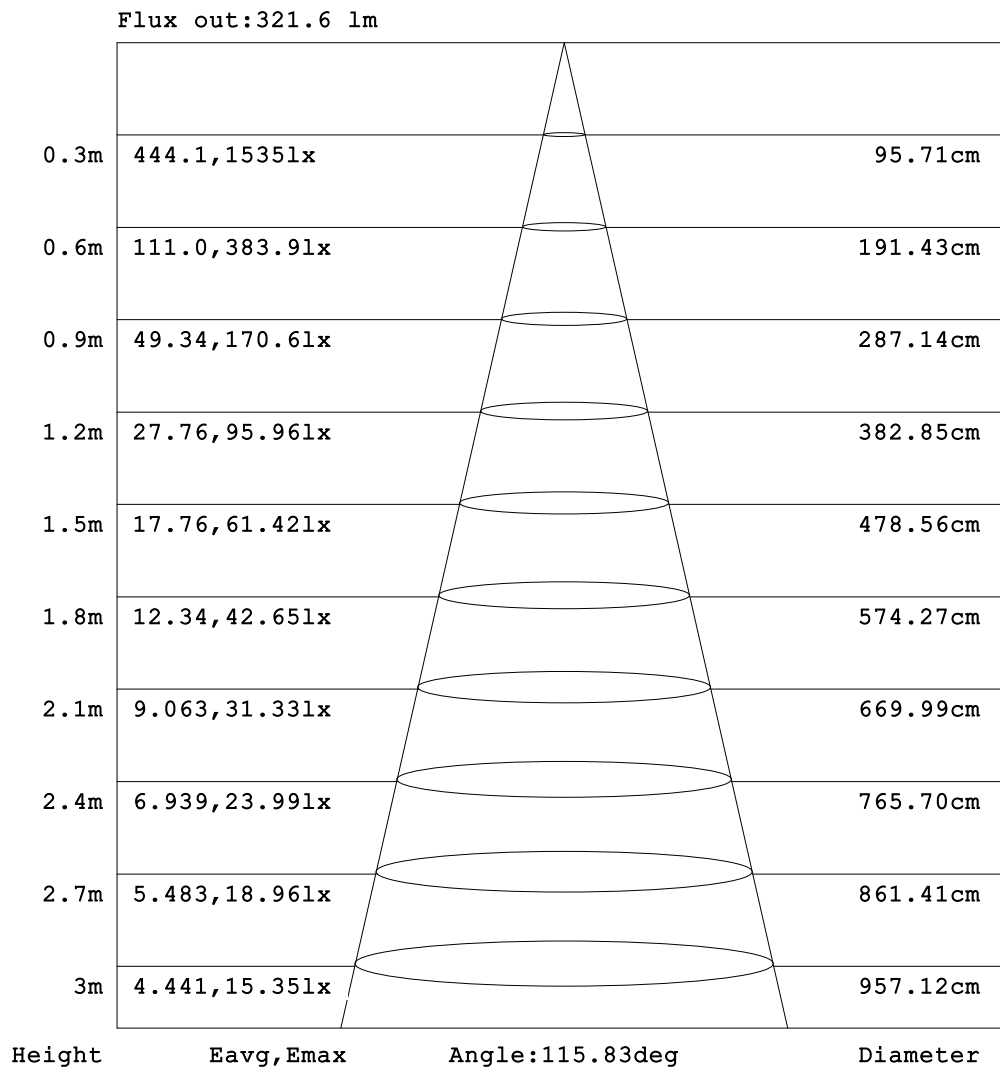 Flux out:321.6 lm
0.3m 444.1,1535lx 95.71cm
0.6m 111.0,383.9lx 191.43cm
0.9m 49.34,170.6lx 287.14cm
1.2m 27.76,95.96lx 382.85cm
1.5m 17.76,61.42lx 478.56cm
1.8m 12.34,42.65lx 574.27cm
2.1m 9.063,31.33lx 669.99cm
2.4m 6.939,23.99lx 765.70cm
2.7m 5.483,18.96lx 861.41cm
3m 4.441,15.35lx 957.12cm
Height Eavg,Emax Angle:115.83deg Diameter